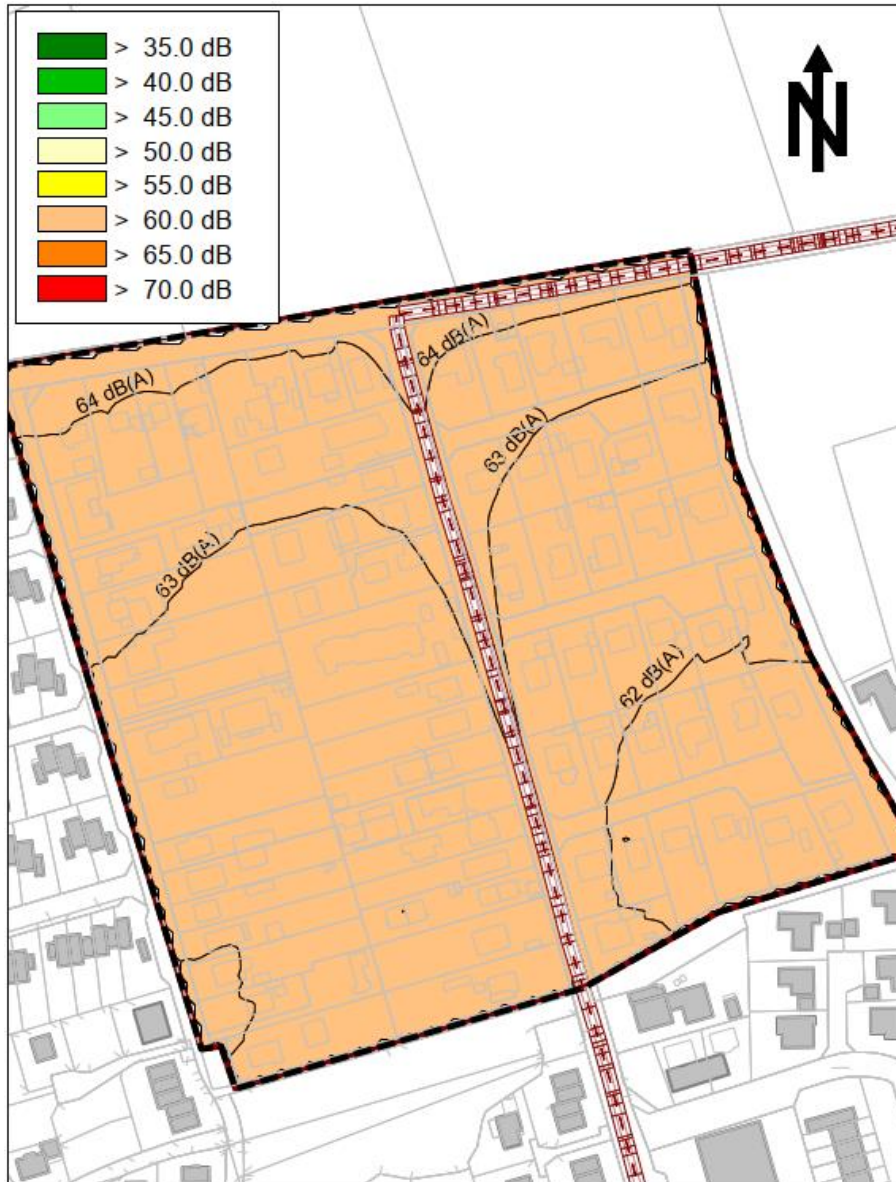 > 35.0 dB
> 40.0 dB
> 45.0 dB
> 50.0 dB
> 55.0 dB
> 60.0 dB
> 65.0 dB
> 70.0 dB
N
64 dB(A)
64 dB(A)
63 dB(A)
63 dB(A)
62 dB(A)